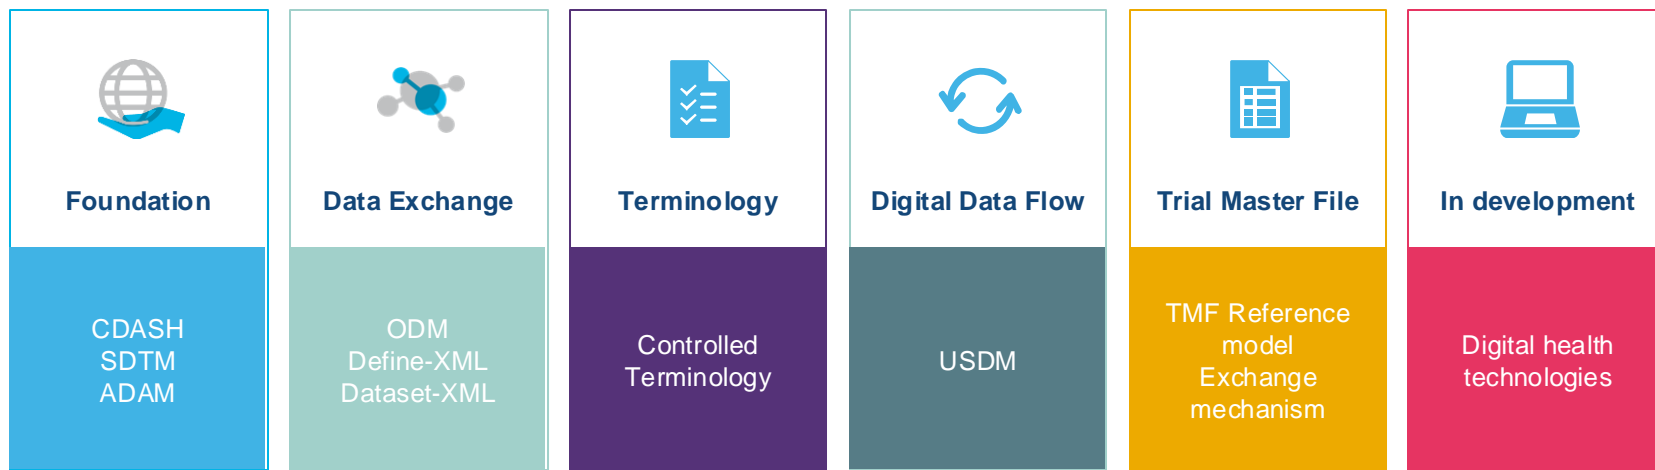 Foundation
CDASH
SDTM
ADAM
Data Exchange
ODM
Define-XML
Dataset-XML
Terminology
Controlled
Terminology
Digital Data Flow
USDM
Trial Master File
TMF Reference
model
Exchange
mechanism
In development
Digital health
technologies